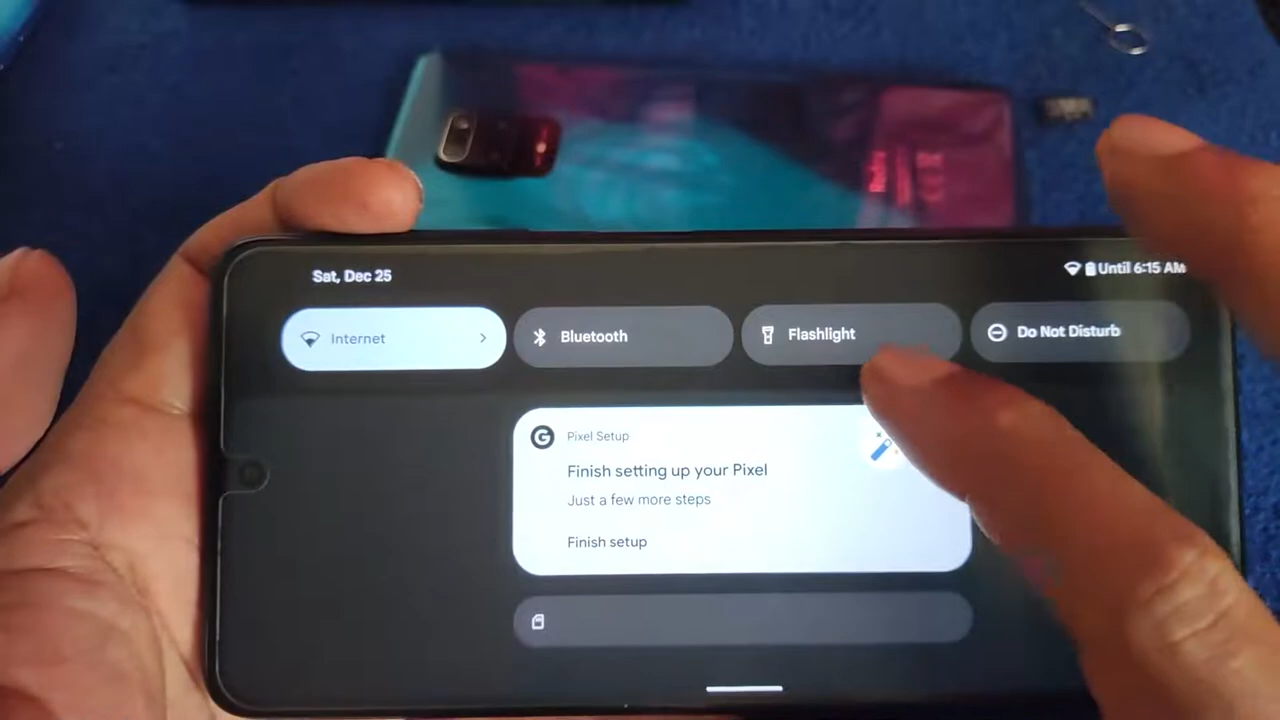 Sat, Dec 25
Until 6:15 AM
Internet
Bluetooth
Flashlight
Do Not Disturb
G
Pixel Setup
Finish setting up your Pixel
Just a few more steps
Finish setup